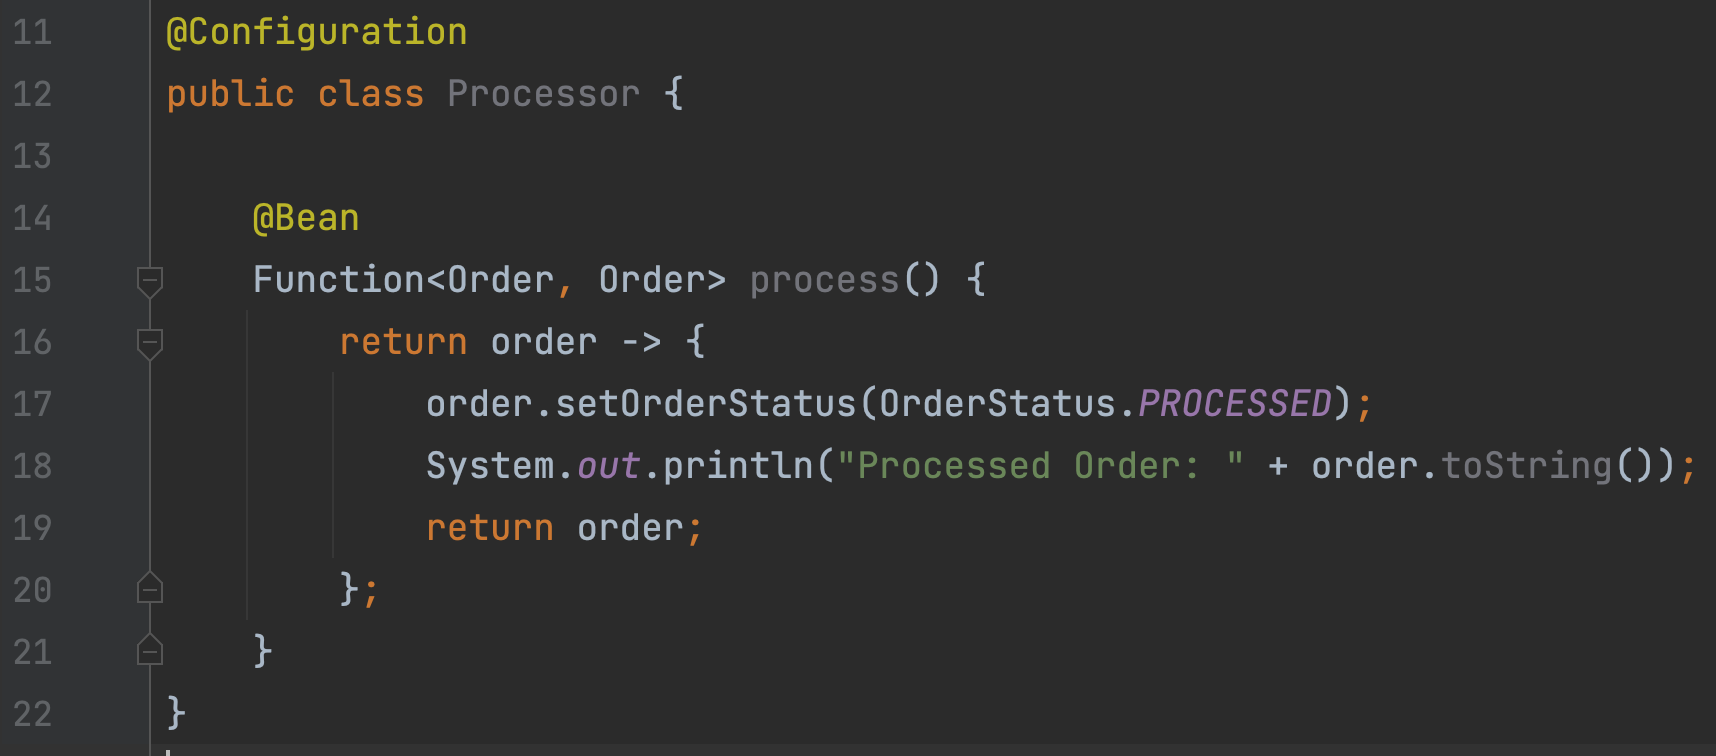 11 @Configuration
12 public class Processor {
13
14     @Bean
15     Function<Order, Order> process() {
16         return order -> {
17             order.setOrderStatus(OrderStatus.PROCESSED);
18             System.out.println("Processed Order: " + order.toString());
19             return order;
20         };
21     }
22 }